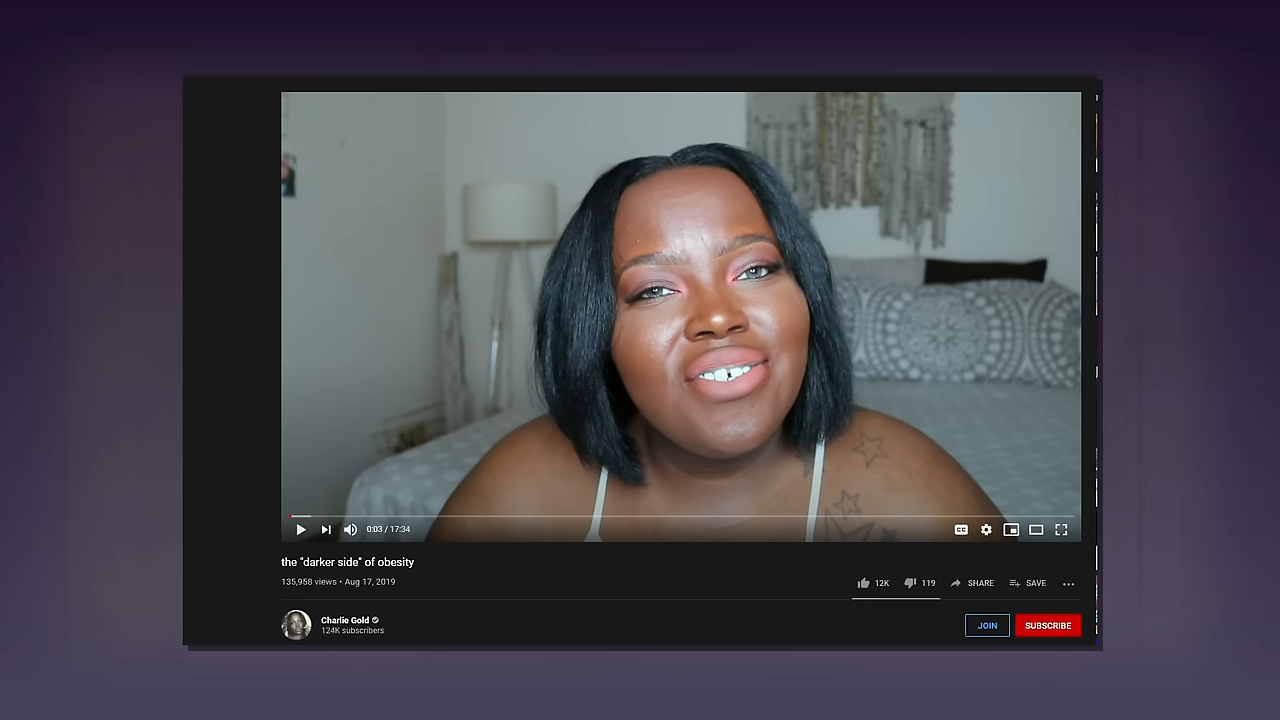 0:03 / 17:34
the "darker side" of obesity
135,958 views • Aug 17, 2019
12K 119 SHARE SAVE
Charlie Gold
124K subscribers
JOIN SUBSCRIBE